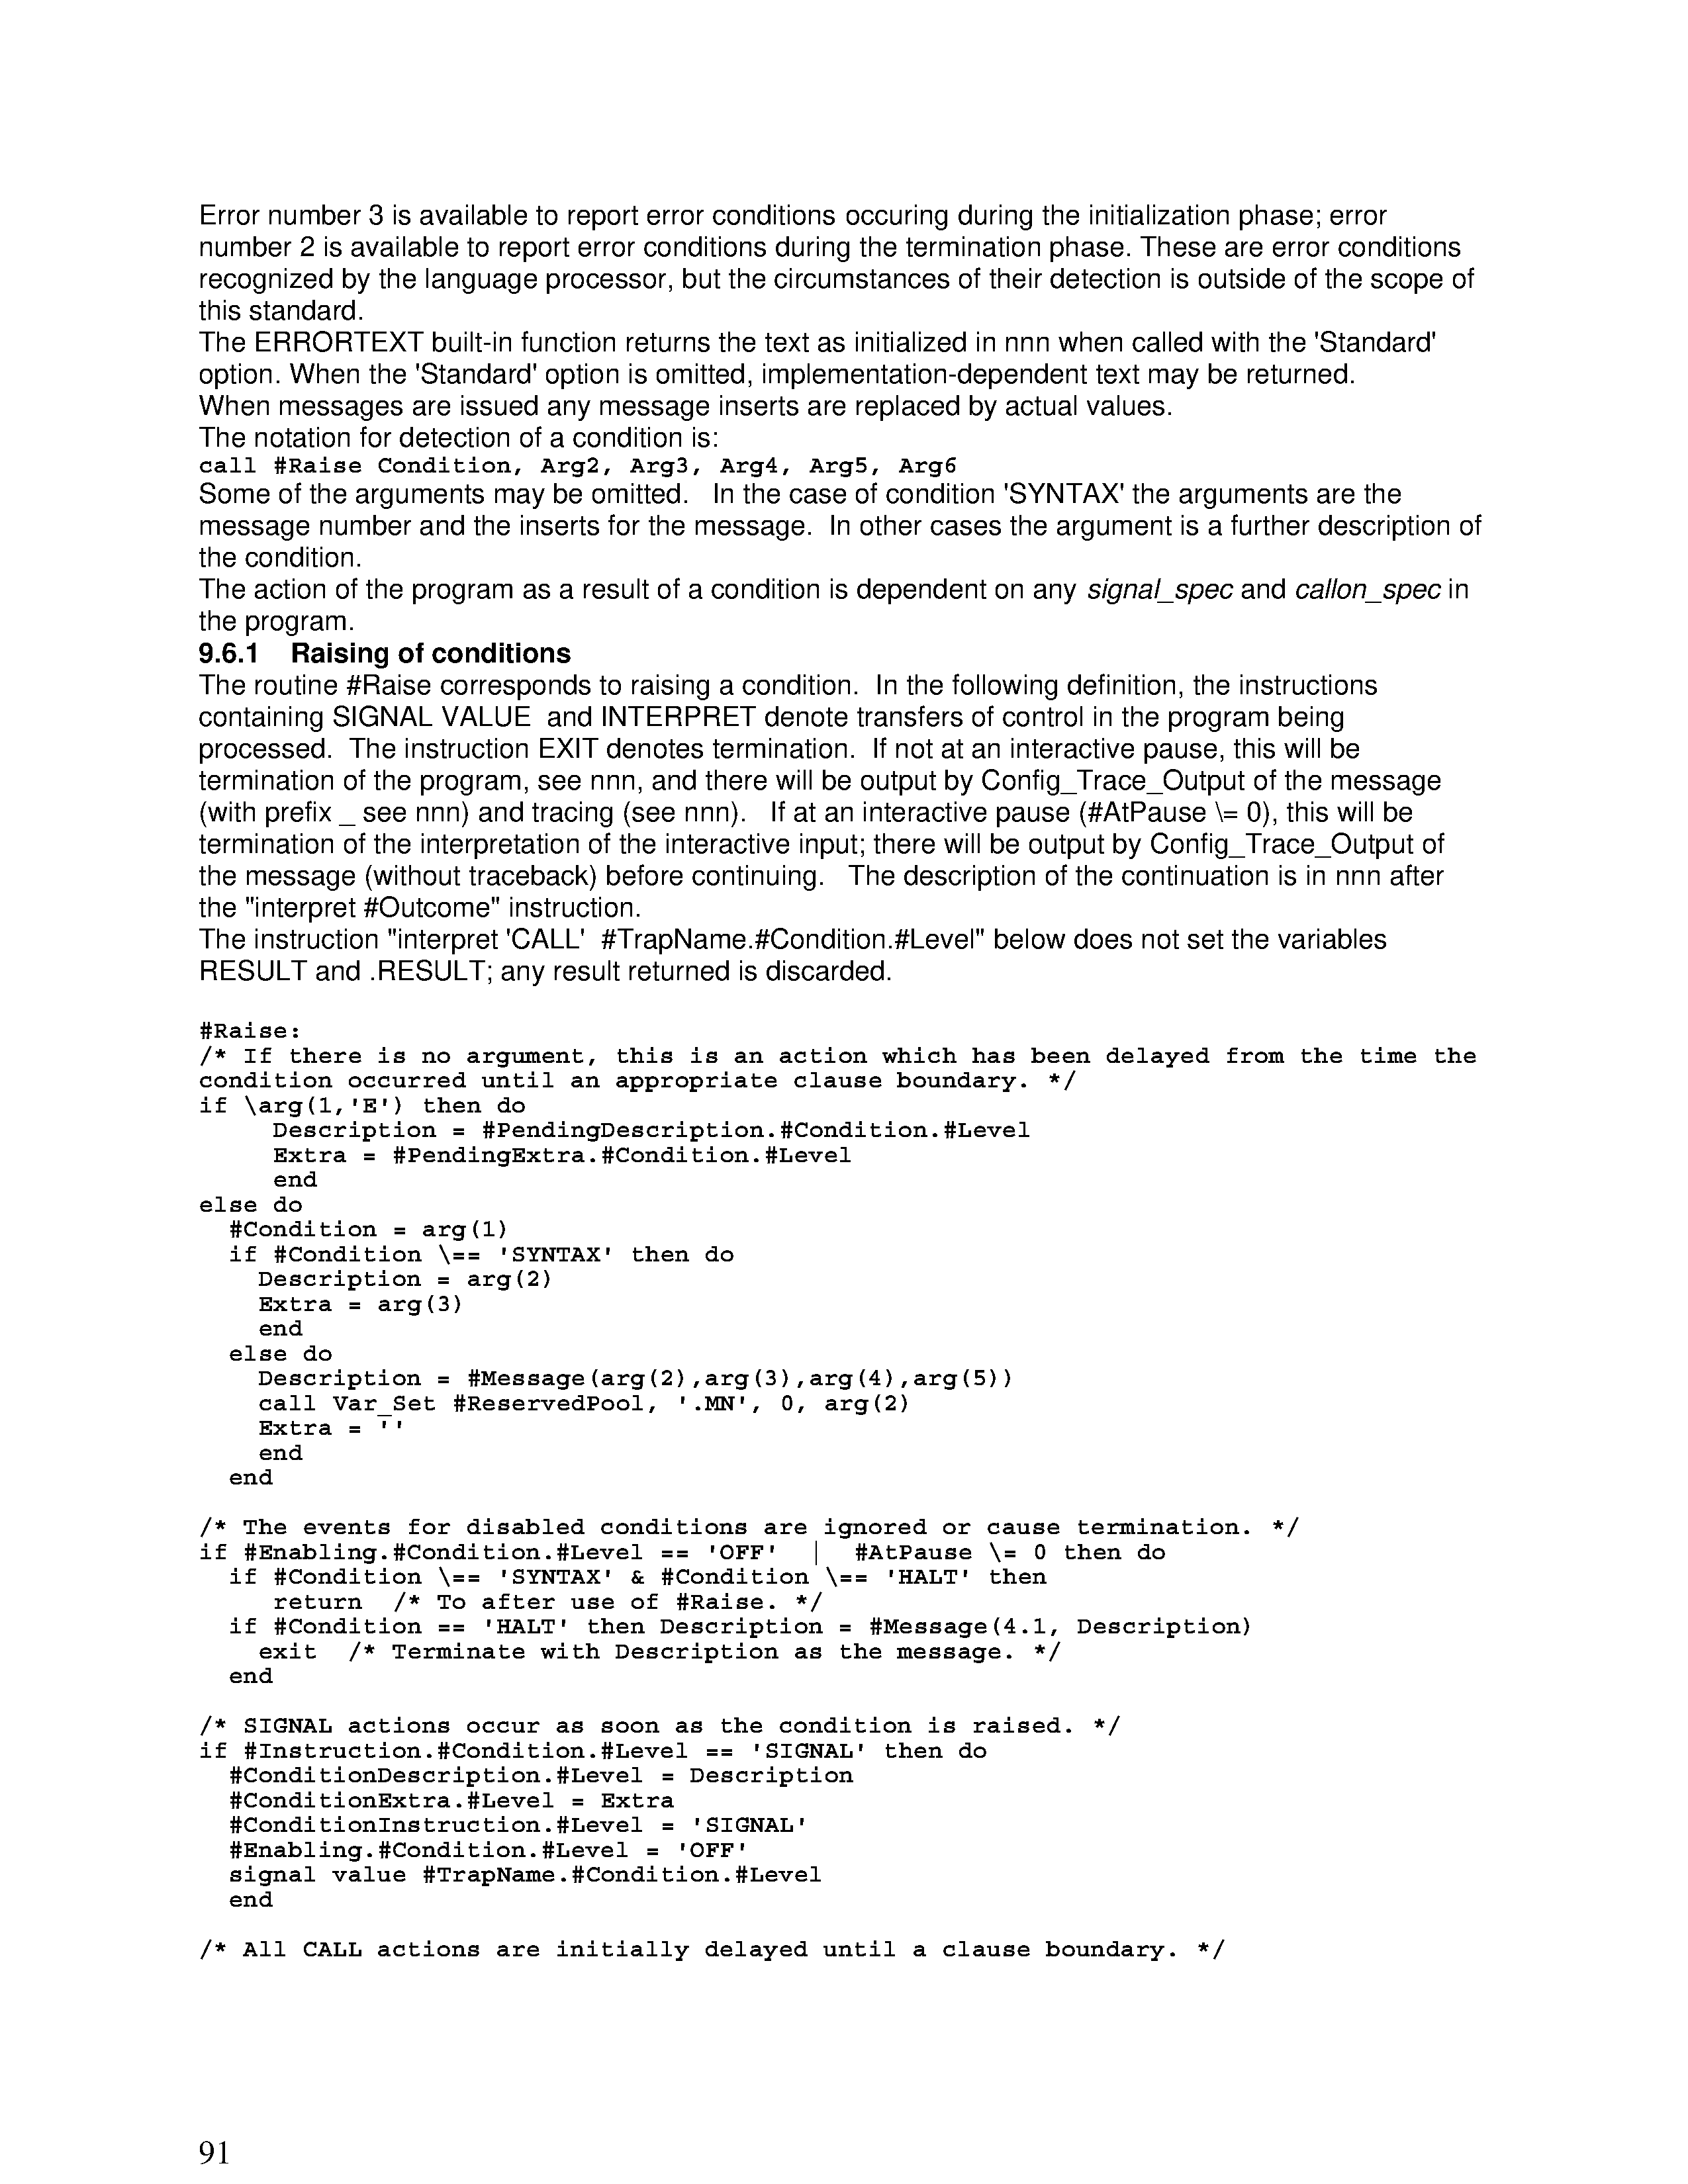 Error number 3 is available to report error conditions occuring during the initialization phase; error
number 2 is available to report error conditions during the termination phase. These are error conditions
recognized by the language processor, but the circumstances of their detection is outside of the scope of
this standard.
The ERRORTEXT built-in function returns the text as initialized in nnn when called with the 'Standard'
option. When the 'Standard' option is omitted, implementation-dependent text may be returned.
When messages are issued any message inserts are replaced by actual values.
The notation for detection of a condition is:
call #Raise Condition, Arg2, Arg3, Arg4, Arg5, Arg6
Some of the arguments may be omitted.   In the case of condition 'SYNTAX' the arguments are the
message number and the inserts for the message.  In other cases the argument is a further description of
the condition.
The action of the program as a result of a condition is dependent on any signal_spec and callon_spec in
the program.
9.6.1    Raising of conditions
The routine #Raise corresponds to raising a condition.  In the following definition, the instructions
containing SIGNAL VALUE  and INTERPRET denote transfers of control in the program being
processed.  The instruction EXIT denotes termination.  If not at an interactive pause, this will be
termination of the program, see nnn, and there will be output by Config_Trace_Output of the message
(with prefix _ see nnn) and tracing (see nnn).   If at an interactive pause (#AtPause \= 0), this will be
termination of the interpretation of the interactive input; there will be output by Config_Trace_Output of
the message (without traceback) before continuing.   The description of the continuation is in nnn after
the "interpret #Outcome" instruction.
The instruction "interpret 'CALL'  #TrapName.#Condition.#Level" below does not set the variables
RESULT and .RESULT; any result returned is discarded.
#Raise:
/* If there is no argument, this is an action which has been delayed from the time the
condition occurred until an appropriate clause boundary. */
if \arg(1,'E') then do
     Description = #PendingDescription.#Condition.#Level
     Extra = #PendingExtra.#Condition.#Level
     end
else do
  #Condition = arg(1)
  if #Condition \== 'SYNTAX' then do
    Description = arg(2)
    Extra = arg(3)
    end
  else do
    Description = #Message(arg(2),arg(3),arg(4),arg(5))
    call Var_Set #ReservedPool, '.MN', 0, arg(2)
    Extra = ''
    end
  end
/* The events for disabled conditions are ignored or cause termination. */
if #Enabling.#Condition.#Level == 'OFF'  |  #AtPause \= 0 then do
  if #Condition \== 'SYNTAX' & #Condition \== 'HALT' then
     return  /* To after use of #Raise. */
  if #Condition == 'HALT' then Description = #Message(4.1, Description)
    exit  /* Terminate with Description as the message. */
  end
/* SIGNAL actions occur as soon as the condition is raised. */
if #Instruction.#Condition.#Level == 'SIGNAL' then do
  #ConditionDescription.#Level = Description
  #ConditionExtra.#Level = Extra
  #ConditionInstruction.#Level = 'SIGNAL'
  #Enabling.#Condition.#Level = 'OFF'
  signal value #TrapName.#Condition.#Level
  end
/* All CALL actions are initially delayed until a clause boundary. */
91